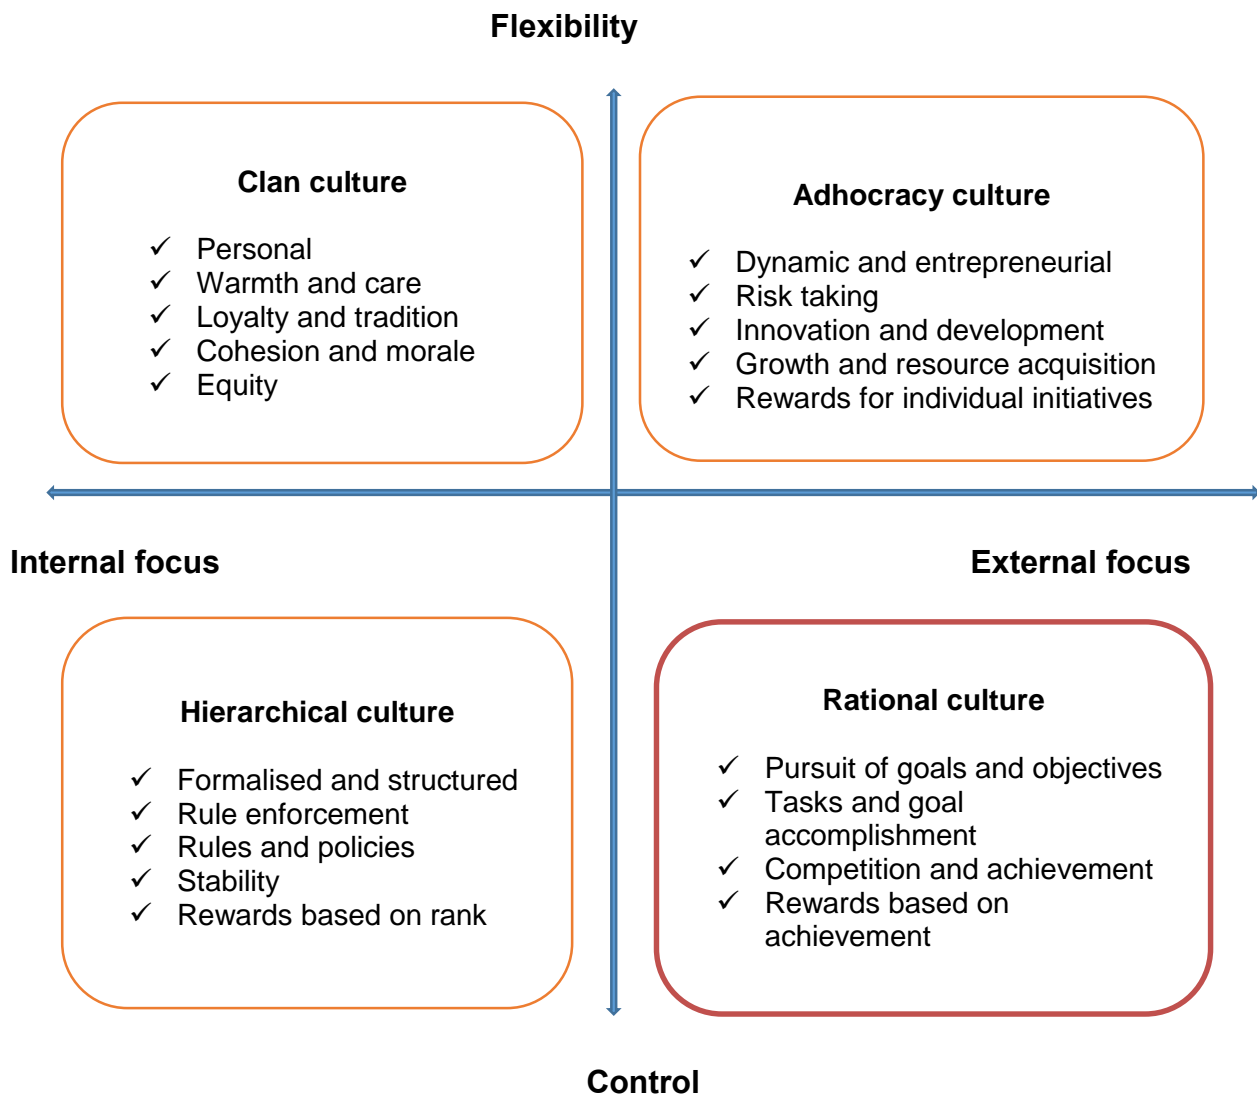 Flexibility
Clan culture
✓ Personal
✓ Warmth and care
✓ Loyalty and tradition
✓ Cohesion and morale
✓ Equity
Adhocracy culture
✓ Dynamic and entrepreneurial
✓ Risk taking
✓ Innovation and development
✓ Growth and resource acquisition
✓ Rewards for individual initiatives
Internal focus
External focus
Hierarchical culture
✓ Formalised and structured
✓ Rule enforcement
✓ Rules and policies
✓ Stability
✓ Rewards based on rank
Rational culture
✓ Pursuit of goals and objectives
✓ Tasks and goal
accomplishment
✓ Competition and achievement
✓ Rewards based on
achievement
Control